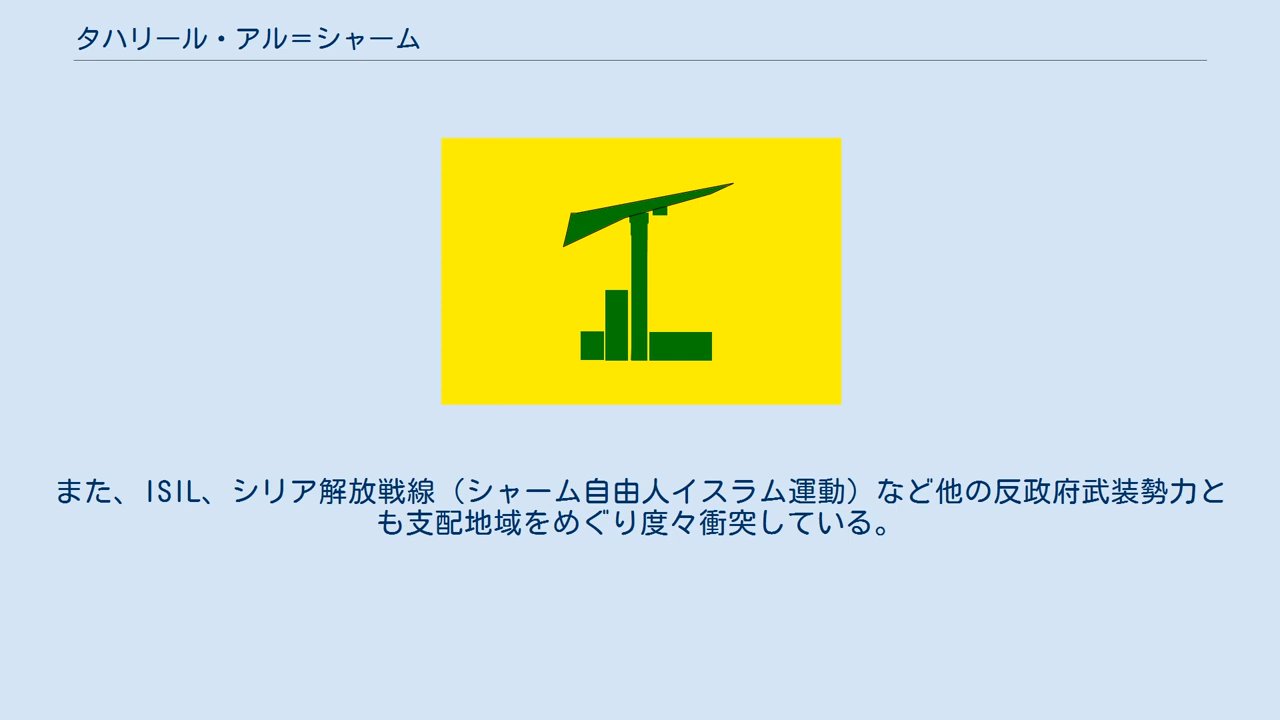 タハリール・アル＝シャーム
また、ISIL、シリア解放戦線（シャーム自由人イスラム運動）など他の反政府武装勢力と
も支配地域をめぐり度々衝突している。